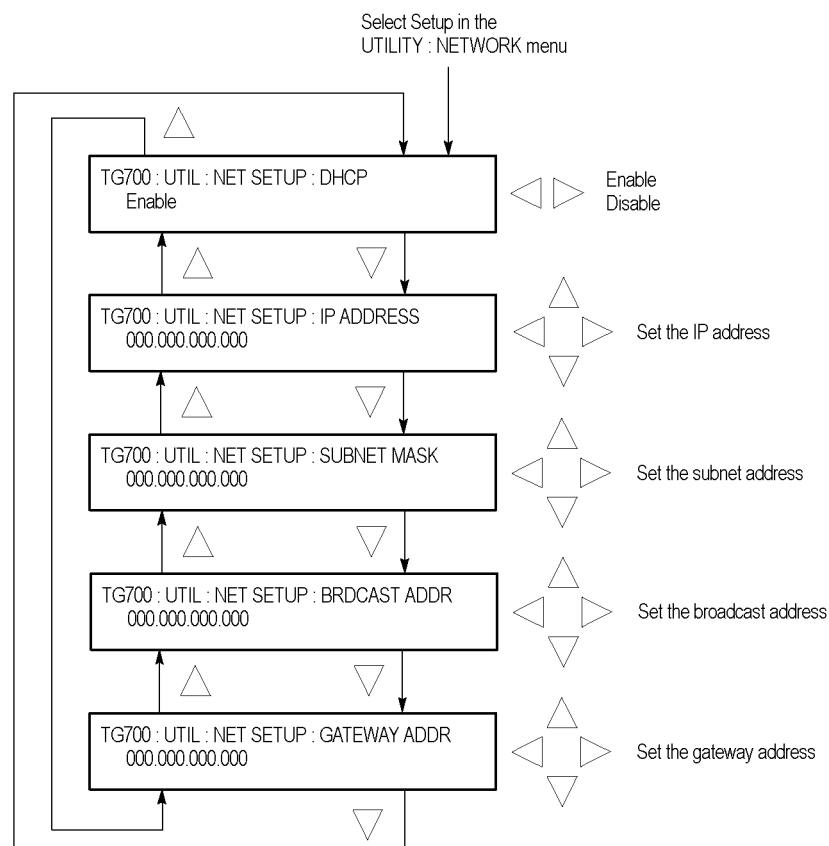 Select Setup in the
UTILITY : NETWORK menu
TG700 : UTIL : NET SETUP : DHCP
Enable
Enable
Disable
TG700 : UTIL : NET SETUP : IP ADDRESS
000.000.000.000
Set the IP address
TG700 : UTIL : NET SETUP : SUBNET MASK
000.000.000.000
Set the subnet address
TG700 : UTIL : NET SETUP : BRDCAST ADDR
000.000.000.000
Set the broadcast address
TG700 : UTIL : NET SETUP : GATEWAY ADDR
000.000.000.000
Set the gateway address